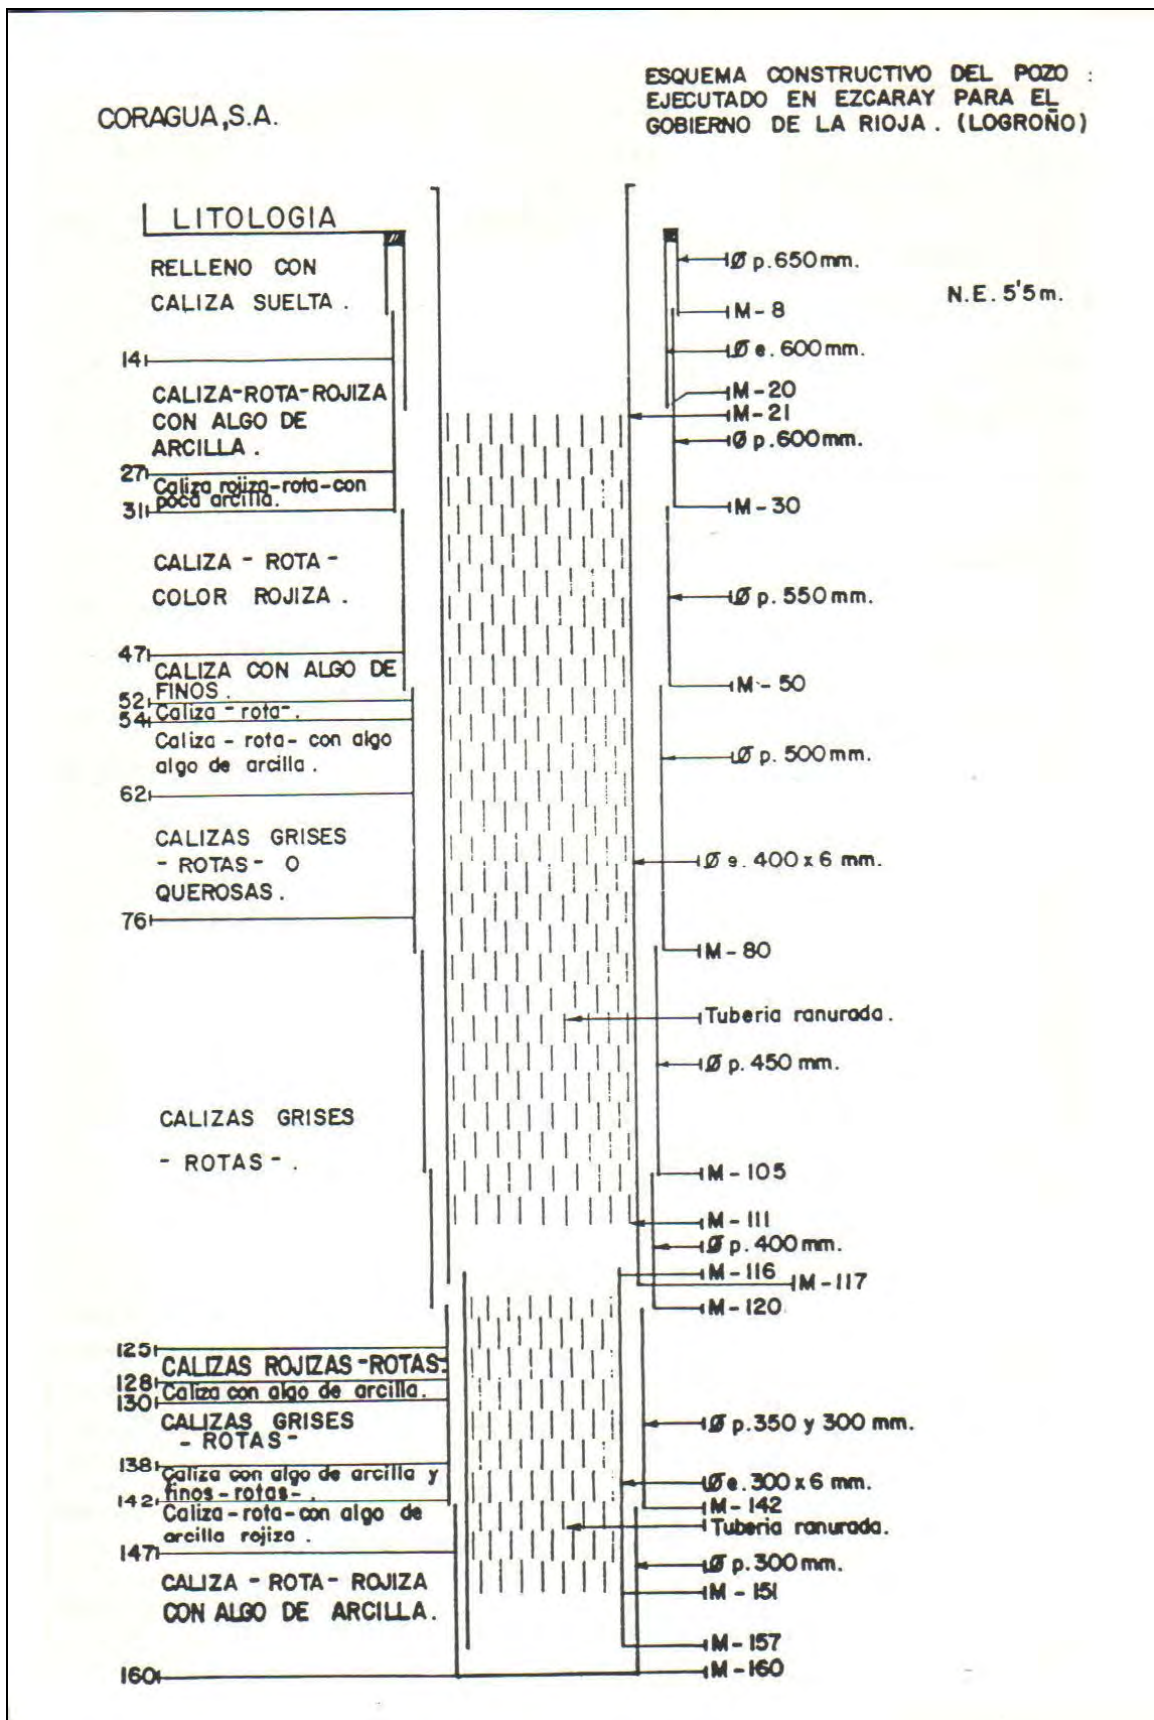 CORAGUA,S.A.
ESQUEMA CONSTRUCTIVO DEL POZO :
EJECUTADO EN EZCARAY PARA EL
GOBIERNO DE LA RIOJA . (LOGROÑO)
LITOLOGIA
RELLENO CON
CALIZA SUELTA .
14
CALIZA-ROTA-ROJIZA
CON ALGO DE
ARCILLA .
27
Caliza rojiza-rota-con
poca arcilla.
31
CALIZA - ROTA -
COLOR ROJIZA .
47
CALIZA CON ALGO DE
FINOS .
52
Caliza - rota-.
54
Caliza - rota- con algo
algo de arcilla .
62
CALIZAS GRISES
- ROTAS - O
QUEROSAS .
76
CALIZAS GRISES
- ROTAS - .
125
CALIZAS ROJIZAS-ROTAS-
128
Caliza con algo de arcilla .
130
CALIZAS GRISES
- ROTAS -
138
Caliza con algo de arcilla y
finos-rotas- .
142
Caliza-rota-con algo de
arcilla rojiza .
147
CALIZA - ROTA- ROJIZA
CON ALGO DE ARCILLA .
160
Ø p.650 mm.
N.E. 5'5 m.
M-8
Ø e. 600 mm.
M-20
M-21
Ø p.600 mm.
M-30
Ø p. 550 mm.
M-50
Ø p. 500 mm.
Ø e. 400 x 6 mm.
M-80
Tuberia ranurada .
Ø p. 450 mm.
M-105
M-111
Ø p. 400 mm.
M-116
M-117
M-120
Ø p.350 y 300 mm.
Ø e. 300 x 6 mm.
M-142
Tuberia ranurada.
Ø p. 300 mm.
M-151
M-157
M-160